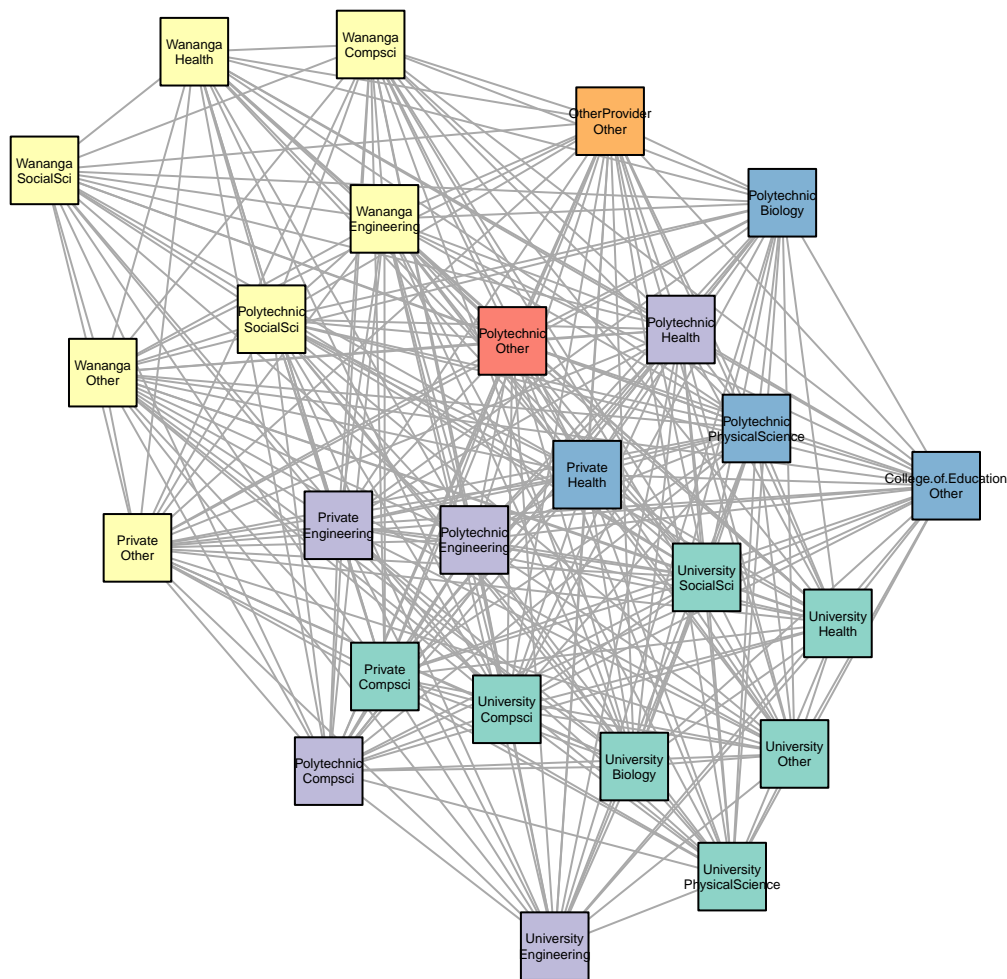 Wananga
Compsci
Wananga
Health
OtherProvider
Other
Wananga
SocialSci
Polytechnic
Biology
Wananga
Engineering
Polytechnic
SocialSci
Polytechnic
Health
Polytechnic
Other
Wananga
Other
Polytechnic
PhysicalScience
Private
Health
College.of.Education
Other
Private
Engineering
Polytechnic
Engineering
Private
Other
University
SocialSci
University
Health
Private
Compsci
University
Compsci
University
Other
University
Biology
Polytechnic
Compsci
University
PhysicalScience
University
Engineering